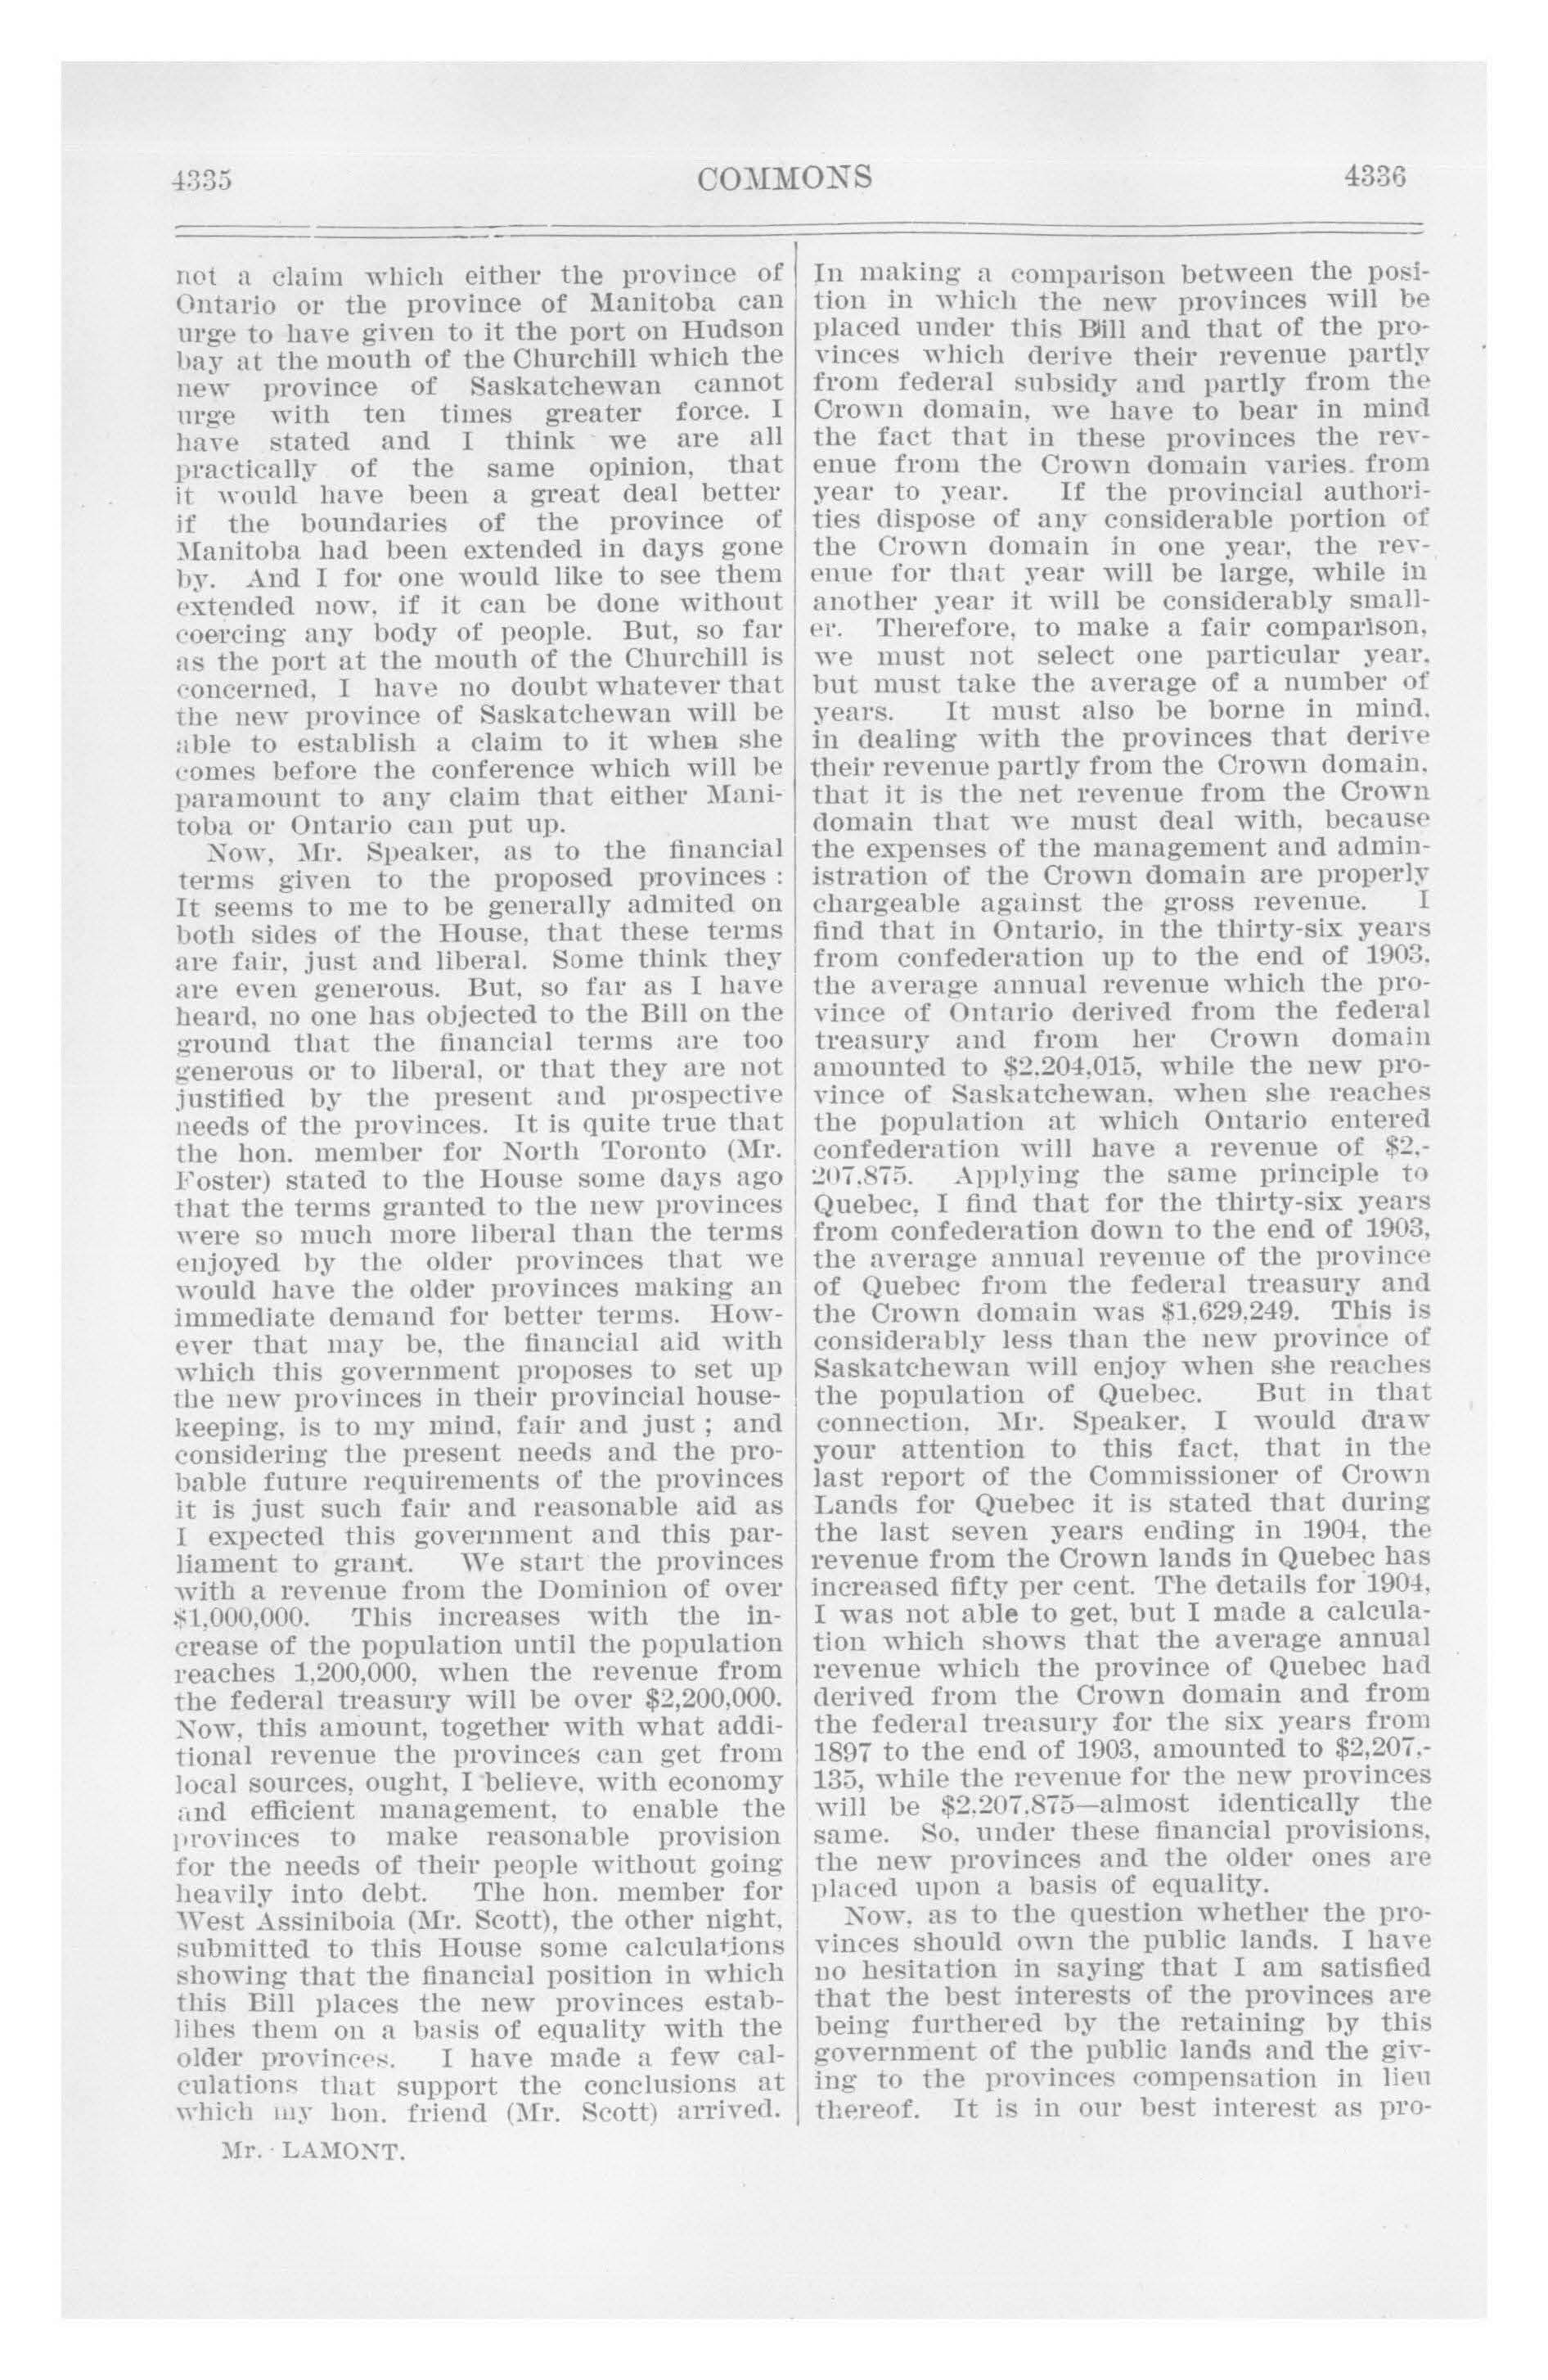 4335
COMMONS
4336
not a claim which either the province of
Ontario or the province of Manitoba can
urge to have given to it the port on Hudson
bay at the mouth of the Churchill which the
new province of Saskatchewan cannot
urge with ten times greater force. I
have stated and I think we are all
practically of the same opinion, that
it would have been a great deal better
if the boundaries of the province of
Manitoba had been extended in days gone
by. And I for one would like to see them
extended now, if it can be done without
coercing any body of people. But, so far
as the port at the mouth of the Churchill is
concerned, I have no doubt whatever that
the new province of Saskatchewan will be
able to establish a claim to it when she
comes before the conference which will be
paramount to any claim that either Mani-
toba or Ontario can put up.
Now, Mr. Speaker, as to the financial
terms given to the proposed provinces :
It seems to me to be generally admited on
both sides of the House, that these terms
are fair, just and liberal. Some think they
are even generous. But, so far as I have
heard, no one has objected to the Bill on the
ground that the financial terms are too
generous or to liberal, or that they are not
justified by the present and prospective
needs of the provinces. It is quite true that
the hon. member for North Toronto (Mr.
Foster) stated to the House some days ago
that the terms granted to the new provinces
were so much more liberal than the terms
enjoyed by the older provinces that we
would have the older provinces making an
immediate demand for better terms. How-
ever that may be, the financial aid with
which this government proposes to set up
the new provinces in their provincial house-
keeping, is to my mind, fair and just ; and
considering the present needs and the pro-
bable future requirements of the provinces
it is just such fair and reasonable aid as
I expected this government and this par-
liament to grant. We start the provinces
with a revenue from the Dominion of over
$1,000,000. This increases with the in-
crease of the population until the population
reaches 1,200,000, when the revenue from
the federal treasury will be over $2,200,000.
Now, this amount, together with what addi-
tional revenue the provinces can get from
local sources, ought, I believe, with economy
and efficient management, to enable the
provinces to make reasonable provision
for the needs of their people without going
heavily into debt. The hon. member for
West Assiniboia (Mr. Scott), the other night,
submitted to this House some calculations
showing that the financial position in which
this Bill places the new provinces estab-
lihes them on a basis of equality with the
older provinces. I have made a few cal-
culations that support the conclusions at
which my hon. friend (Mr. Scott) arrived.
Mr. LAMONT.
In making a comparison between the posi-
tion in which the new provinces will be
placed under this Bill and that of the pro-
vinces which derive their revenue partly
from federal subsidy and partly from the
Crown domain, we have to bear in mind
the fact that in these provinces the rev-
enue from the Crown domain varies from
year to year. If the provincial authori-
ties dispose of any considerable portion of
the Crown domain in one year, the rev-
enue for that year will be large, while in
another year it will be considerably small-
er. Therefore, to make a fair comparison,
we must not select one particular year,
but must take the average of a number of
years. It must also be borne in mind,
in dealing with the provinces that derive
their revenue partly from the Crown domain,
that it is the net revenue from the Crown
domain that we must deal with, because
the expenses of the management and admin-
istration of the Crown domain are properly
chargeable against the gross revenue. I
find that in Ontario, in the thirty-six years
from confederation up to the end of 1903,
the average annual revenue which the pro-
vince of Ontario derived from the federal
treasury and from her Crown domain
amounted to $2,204,015, while the new pro-
vince of Saskatchewan, when she reaches
the population at which Ontario entered
confederation will have a revenue of $2,-
207,875. Applying the same principle to
Quebec, I find that for the thirty-six years
from confederation down to the end of 1903,
the average annual revenue of the province
of Quebec from the federal treasury and
the Crown domain was $1,629,249. This is
considerably less than the new province of
Saskatchewan will enjoy when she reaches
the population of Quebec. But in that
connection, Mr. Speaker, I would draw
your attention to this fact, that in the
last report of the Commissioner of Crown
Lands for Quebec it is stated that during
the last seven years ending in 1904, the
revenue from the Crown lands in Quebec has
increased fifty per cent. The details for 1904,
I was not able to get, but I made a calcula-
tion which shows that the average annual
revenue which the province of Quebec had
derived from the Crown domain and from
the federal treasury for the six years from
1897 to the end of 1903, amounted to $2,207,-
135, while the revenue for the new provinces
will be $2,207,875—almost identically the
same. So, under these financial provisions,
the new provinces and the older ones are
placed upon a basis of equality.
Now, as to the question whether the pro-
vinces should own the public lands. I have
no hesitation in saying that I am satisfied
that the best interests of the provinces are
being furthered by the retaining by this
government of the public lands and the giv-
ing to the provinces compensation in lieu
thereof. It is in our best interest as pro-